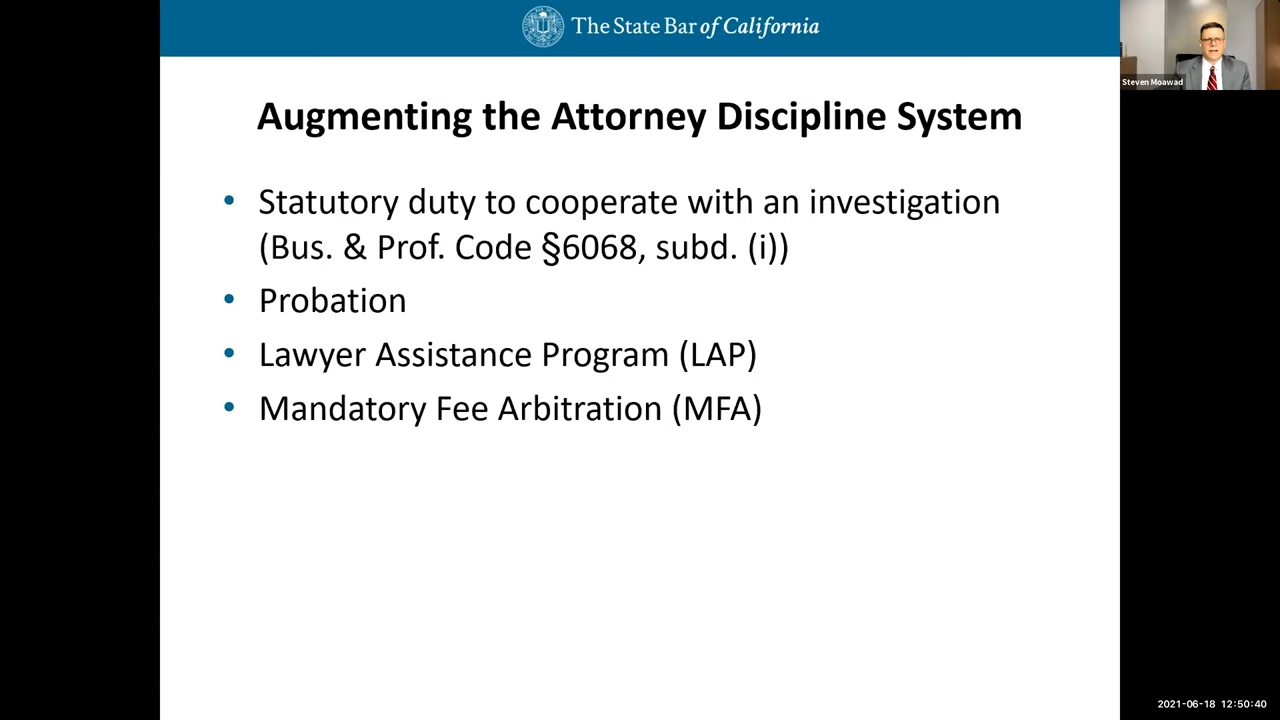 The State Bar of California
Steven Moawad
Augmenting the Attorney Discipline System
• Statutory duty to cooperate with an investigation
(Bus. & Prof. Code §6068, subd. (i))
• Probation
• Lawyer Assistance Program (LAP)
• Mandatory Fee Arbitration (MFA)
2021-06-18 12:50:40